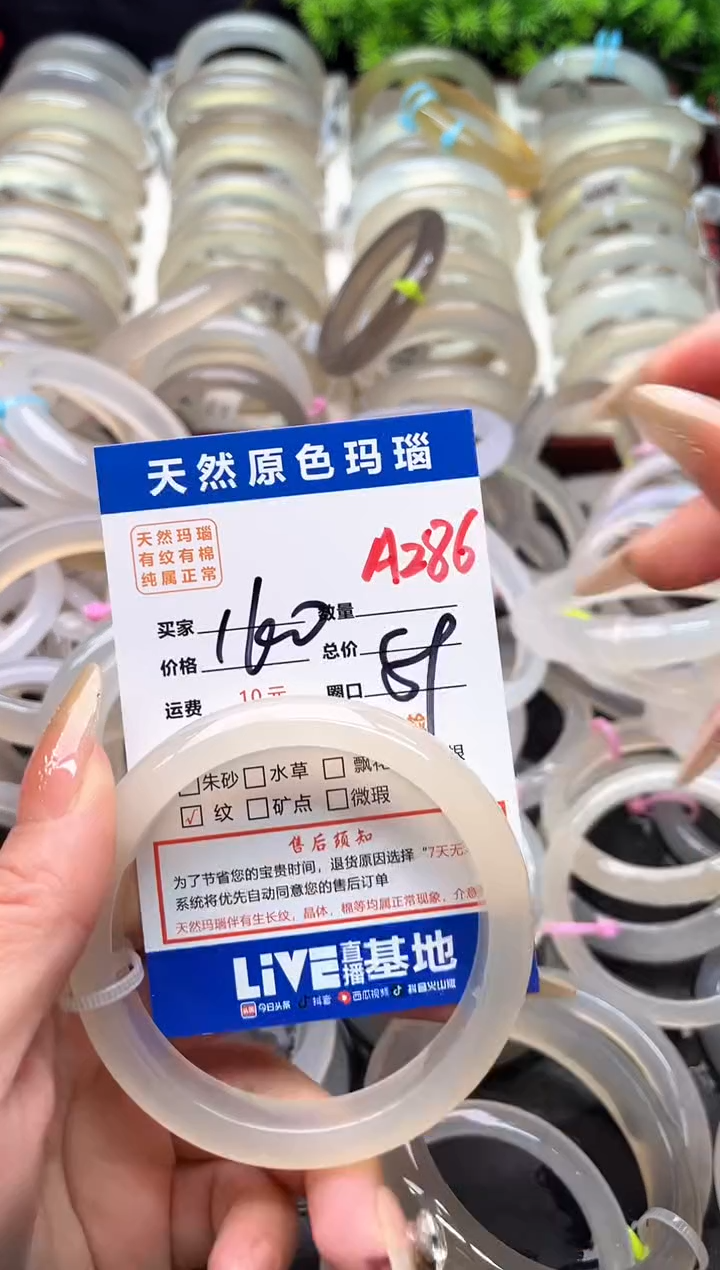 天然原色玛瑙
天然玛瑙
有纹有棉
纯属正常
A286
买家 数量
价格 总价
运费 10元 圈口
朱砂 水草
√ 纹 矿点 微瑕
售后须知
为了节省您的宝贵时间，退货原因选择“7天无
系统将优先自动同意您的售后订单
天然玛瑙伴有生长纹，晶体，棉等均属正常现象，介意
LiVE直播基地
今日头条 抖音 西瓜视频 抖音火山版